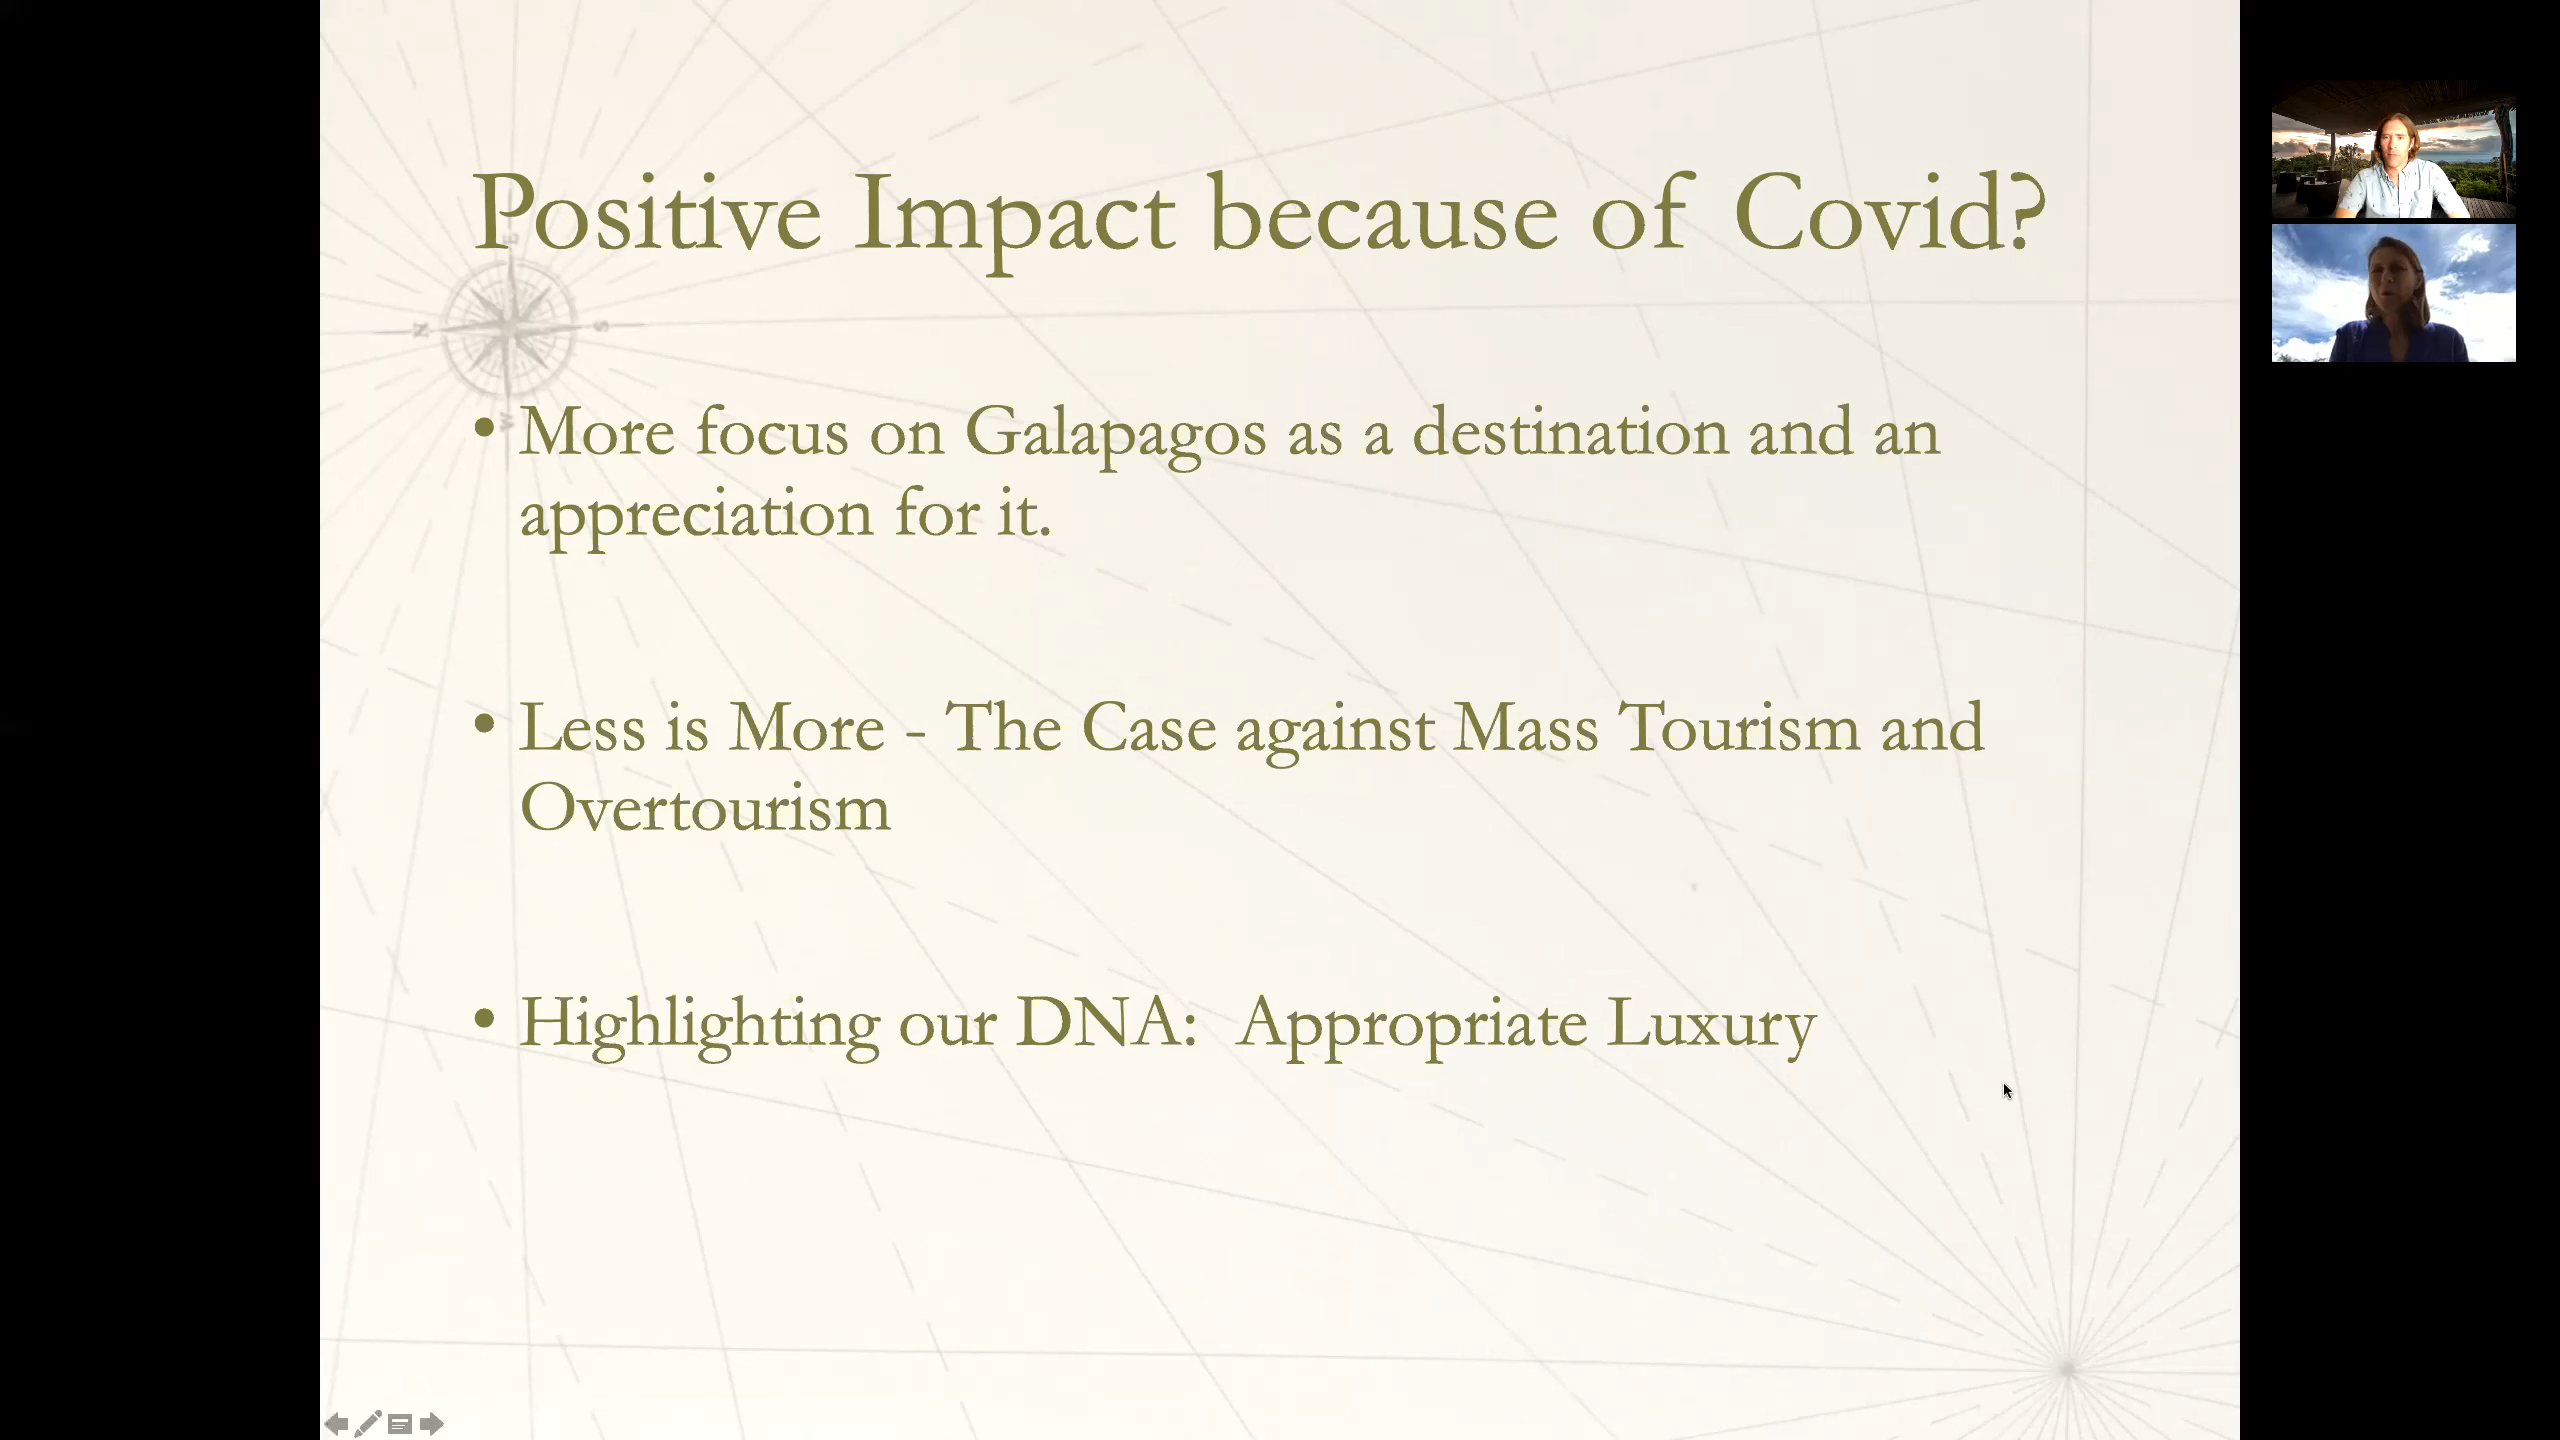 Positive Impact because of Covid?
• More focus on Galapagos as a destination and an
appreciation for it.
• Less is More - The Case against Mass Tourism and
Overtourism
• Highlighting our DNA:  Appropriate Luxury
E
N
S
W